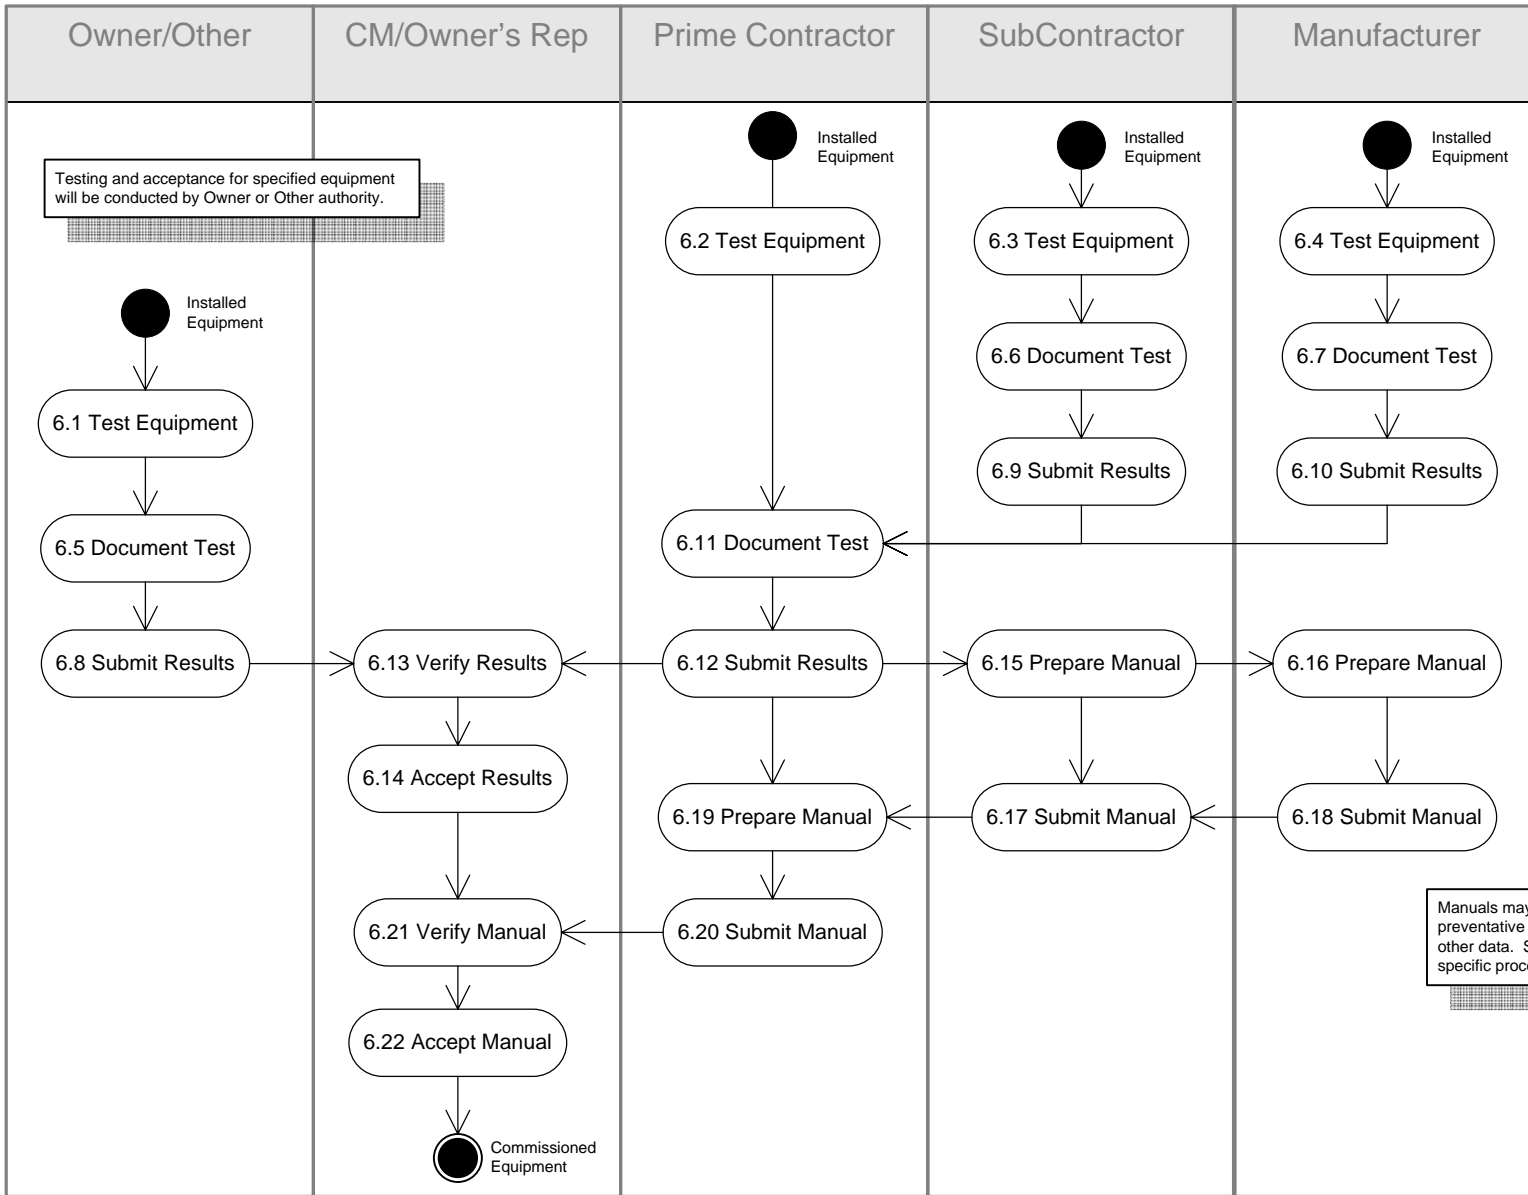 Owner/Other
CM/Owner's Rep
Prime Contractor
SubContractor
Manufacturer
Installed
Equipment
Installed
Equipment
Installed
Equipment
Testing and acceptance for specified equipment
will be conducted by Owner or Other authority.
6.2 Test Equipment
6.3 Test Equipment
6.4 Test Equipment
Installed
Equipment
6.6 Document Test
6.7 Document Test
6.1 Test Equipment
6.9 Submit Results
6.10 Submit Results
6.5 Document Test
6.11 Document Test
6.8 Submit Results
6.13 Verify Results
6.12 Submit Results
6.15 Prepare Manual
6.16 Prepare Manual
6.14 Accept Results
6.19 Prepare Manual
6.17 Submit Manual
6.18 Submit Manual
6.21 Verify Manual
6.20 Submit Manual
Manuals may
preventative
other data.
specific
6.22 Accept Manual
Commissioned
Equipment